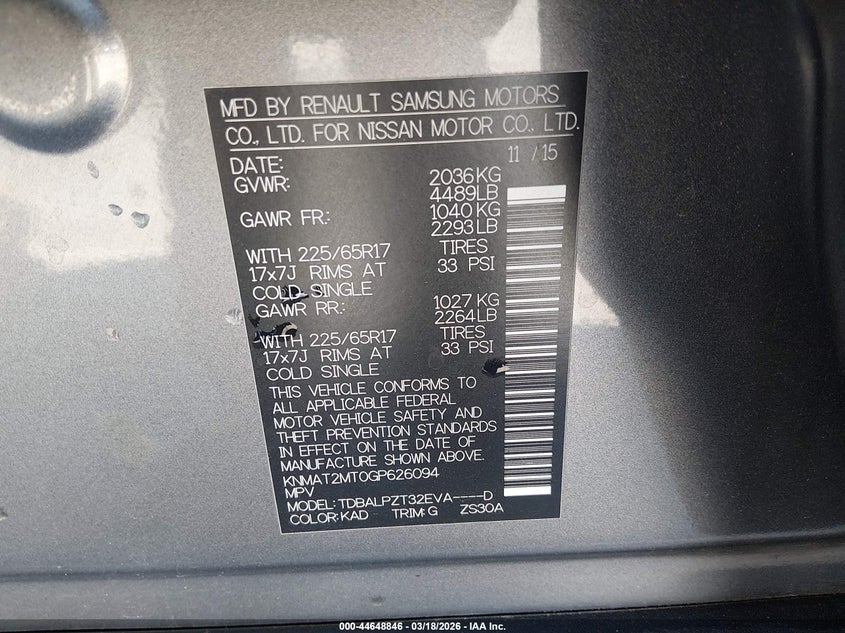 MFD BY RENAULT SAMSUNG MOTORS
CO., LTD. FOR NISSAN MOTOR CO., LTD.
DATE: 11 / 15
GVWR: 2036KG
4489LB
GAWR FR.: 1040KG
2293LB
WITH 225/65R17 TIRES
17x7J RIMS AT 33 PSI
COLD SINGLE
GAWR RR.: 1027 KG
2264LB
WITH 225/65R17 TIRES
17x7J RIMS AT 33 PSI
COLD SINGLE
THIS VEHICLE CONFORMS TO
ALL APPLICABLE FEDERAL
MOTOR VEHICLE SAFETY AND
THEFT PREVENTION STANDARDS
IN EFFECT ON THE DATE OF
MANUFACTURE SHOWN ABOVE.
KNMAT2MT0GP626094
MPV
MODEL: TDBALPZT32EVA----D
COLOR: KAD TRIM: G ZS30A
000-44648846 - 03/18/2026 - IAA Inc.